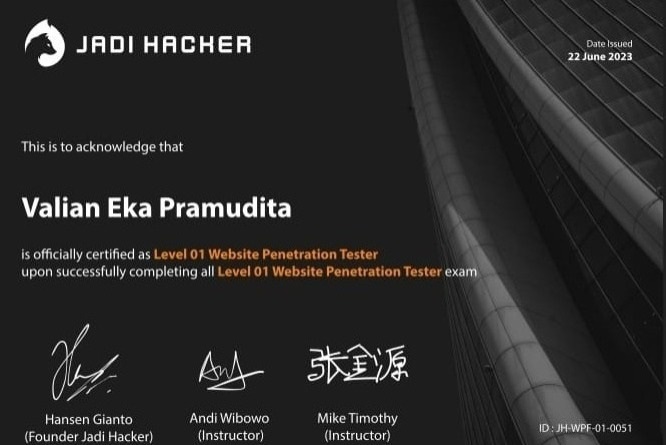 JADI HACKER
Date Issued
22 June 2023
This is to acknowledge that
Valian Eka Pramudita
is officially certified as Level 01 Website Penetration Tester
upon successfully completing all Level 01 Website Penetration Tester exam
张金源
Hansen Gianto
(Founder Jadi Hacker)
Andi Wibowo
(Instructor)
Mike Timothy
(Instructor)
ID : JH-WPF-01-0051